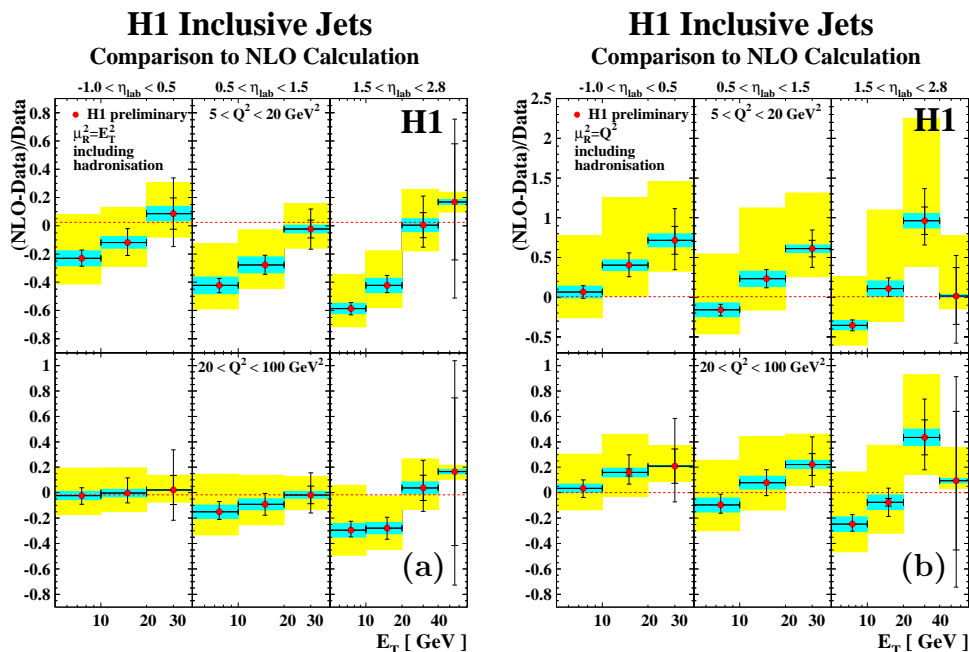 H1 Inclusive Jets
Comparison to NLO Calculation
-1.0 < η_lab < 0.5 0.5 < η_lab < 1.5 1.5 < η_lab < 2.8
(NLO-Data)/Data
0.8
0.6
0.4
0.2
0
-0.2
-0.4
-0.6
-0.8
H1 preliminary
μ_R^2=E_T^2
including
hadronisation
5 < Q^2 < 20 GeV^2
H1
1
0.8
0.6
0.4
0.2
0
-0.2
-0.4
-0.6
-0.8
20 < Q^2 < 100 GeV^2
(a)
10 20 30 10 20 30 10 20 40
E_T [ GeV ]
H1 Inclusive Jets
Comparison to NLO Calculation
-1.0 < η_lab < 0.5 0.5 < η_lab < 1.5 1.5 < η_lab < 2.8
(NLO-Data)/Data
2.5
2
1.5
1
0.5
0
-0.5
H1 preliminary
μ_R^2=Q^2
including
hadronisation
5 < Q^2 < 20 GeV^2
H1
1
0.8
0.6
0.4
0.2
0
-0.2
-0.4
-0.6
-0.8
20 < Q^2 < 100 GeV^2
(b)
10 20 30 10 20 30 10 20 40
E_T [ GeV ]